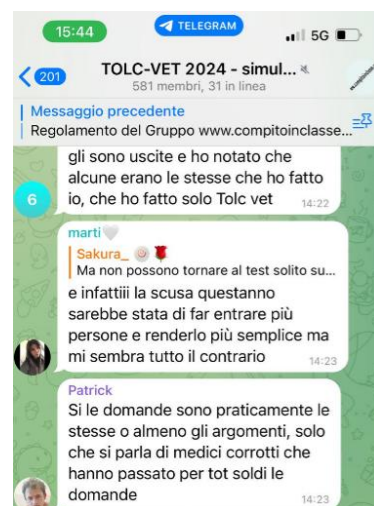 15:44
TELEGRAM
5G
201
TOLC-VET 2024 - simul...
581 membri, 31 in linea
Messaggio precedente
Regolamento del Gruppo www.compitoinclasse...
gli sono uscite e ho notato che
alcune erano le stesse che ho fatto
io, che ho fatto solo Tolc vet 14:22
6
marti
Sakura_
Ma non possono tornare al test solito su...
e infattiii la scusa questanno
sarebbe stata di far entrare più
persone e renderlo più semplice ma
mi sembra tutto il contrario 14:23
Patrick
Si le domande sono praticamente le
stesse o almeno gli argomenti, solo
che si parla di medici corrotti che
hanno passato per tot soldi le
domande 14:23